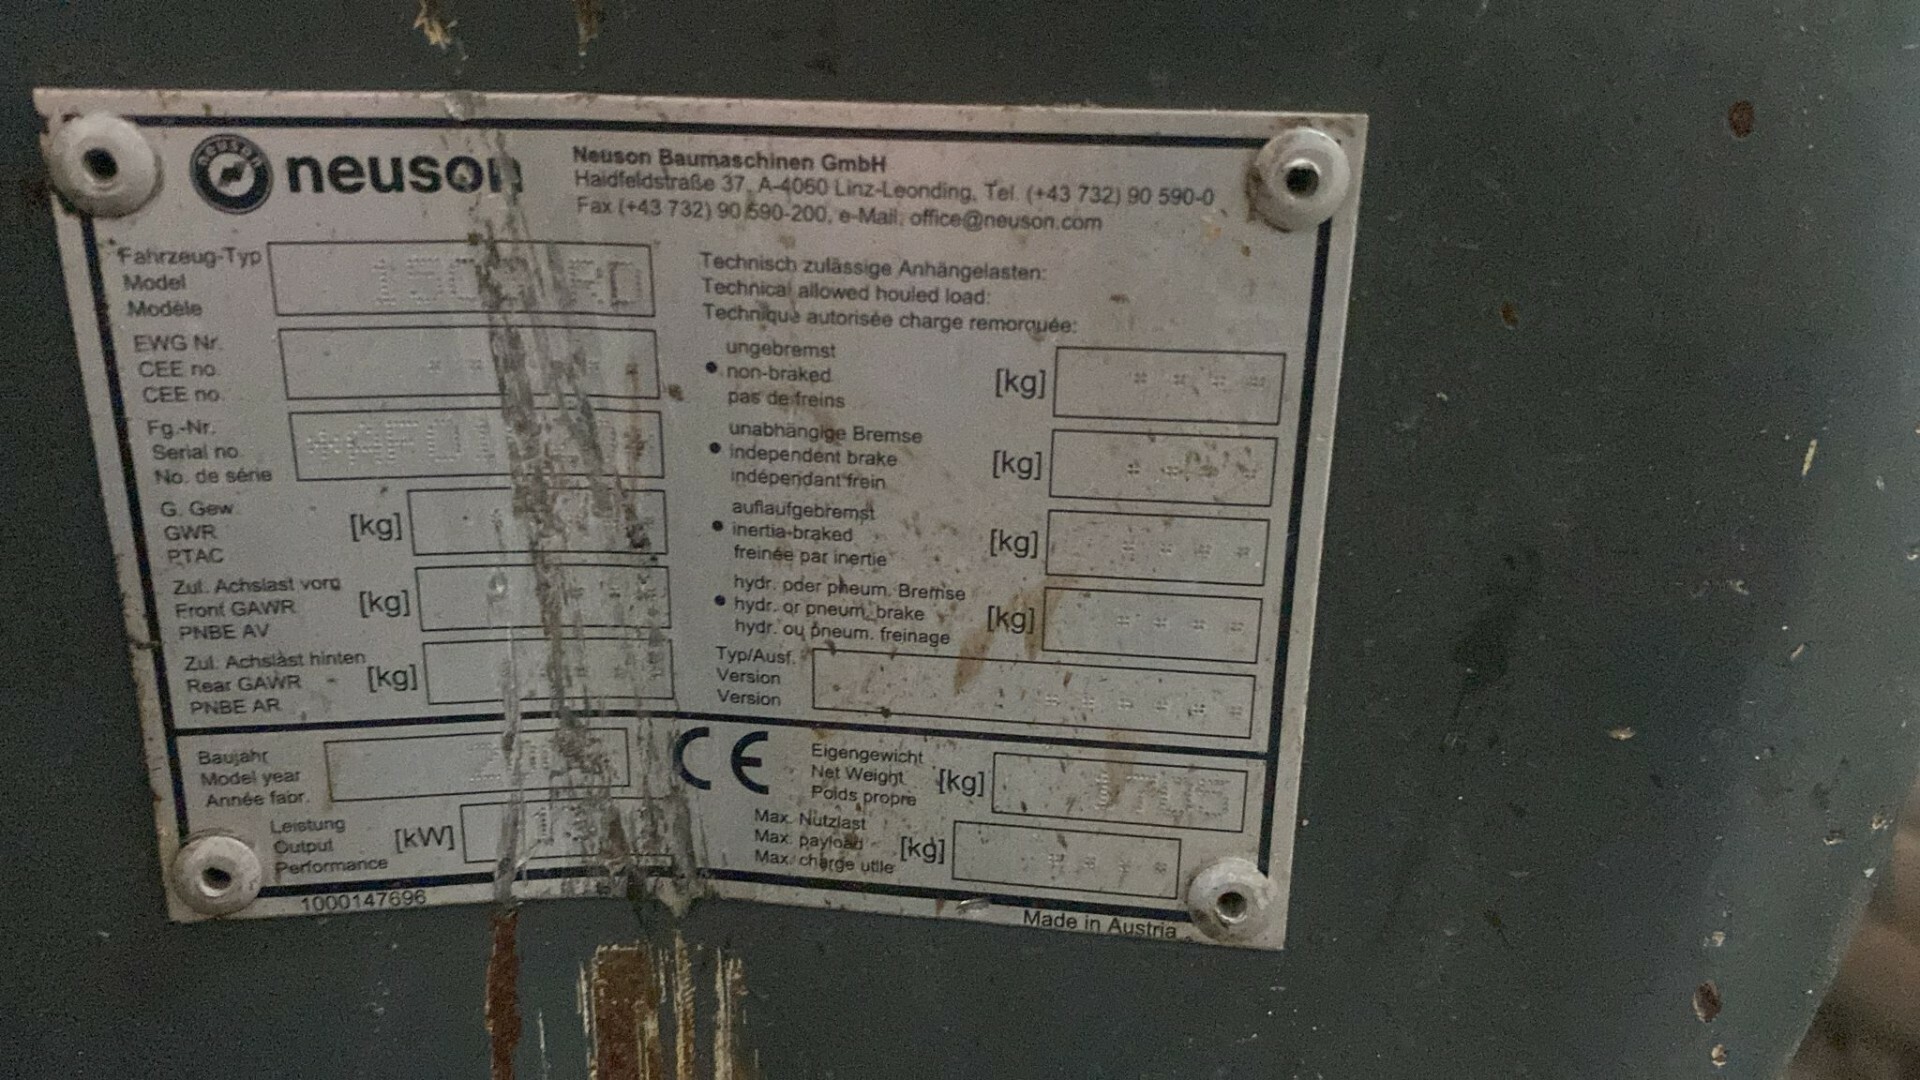 NEUSON
neuson
Neuson Baumaschinen GmbH
Haidfeldstraße 37, A-4060 Linz-Leonding, Tel. (+43 732) 90 590-0
Fax (+43 732) 90 590-200, e-Mail: office@neuson.com
Fahrzeug-Typ
Model
Modèle
EWG Nr.
CEE no.
CEE no.
Fg.-Nr.
Serial no.
No. de série
G. Gew.
GWR
PTAC
[kg]
Zul. Achslast vorn
Front GAWR
PNBE AV
[kg]
Zul. Achslast hinten
Rear GAWR
PNBE AR
[kg]
Technisch zulässige Anhängelasten:
Technical allowed houled load:
Technique autorisée charge remorquée:
ungebremst
• non-braked
pas de freins
[kg]
unabhängige Bremse
• independent brake
indépendant frein
[kg]
auflaufgebremst
• inertia-braked
freinée par inertie
[kg]
hydr. oder pneum. Bremse
• hydr. or pneum. brake
hydr. ou pneum. freinage
[kg]
Typ/Ausf.
Version
Version
Baujahr
Model year
Année fabr.
Leistung
Output
Performance
[kW]
CE
Eigengewicht
Net Weight
Poids propre
[kg]
Max. Nutzlast
Max. payload
Max. charge utile
[kg]
1000147696
Made in Austria